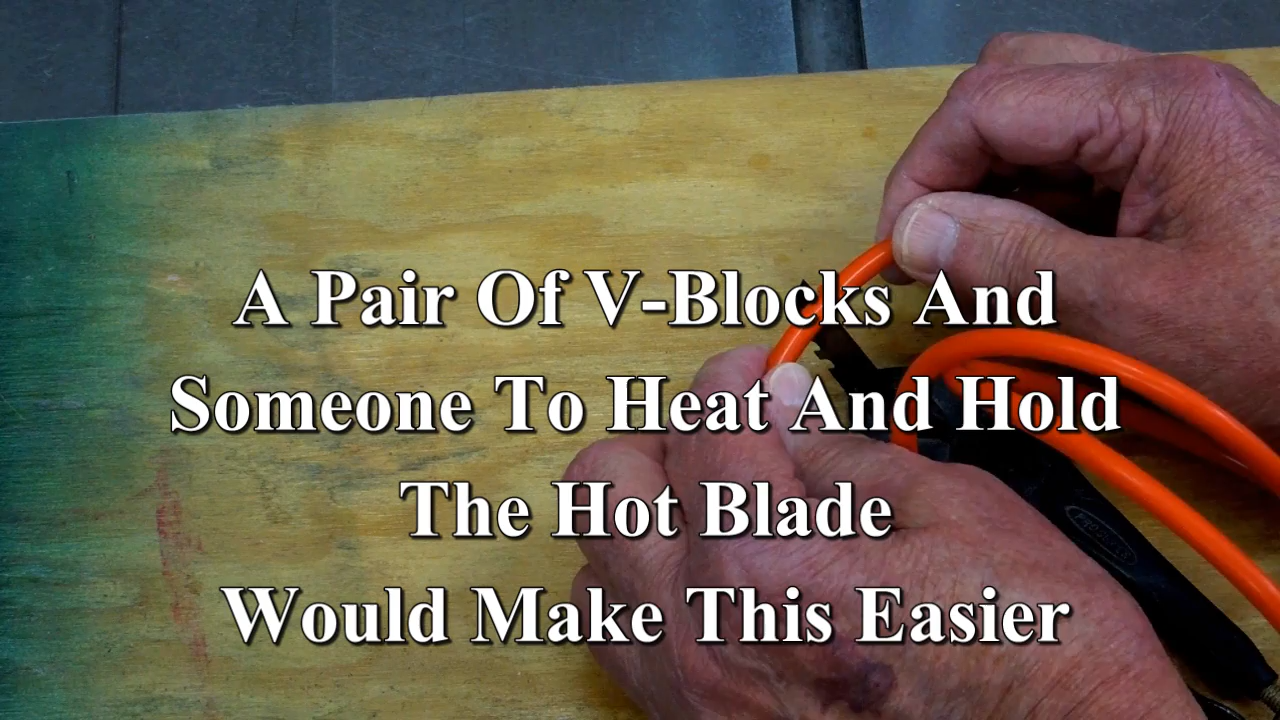 A Pair Of V-Blocks And
Someone To Heat And Hold
The Hot Blade
Would Make This Easier